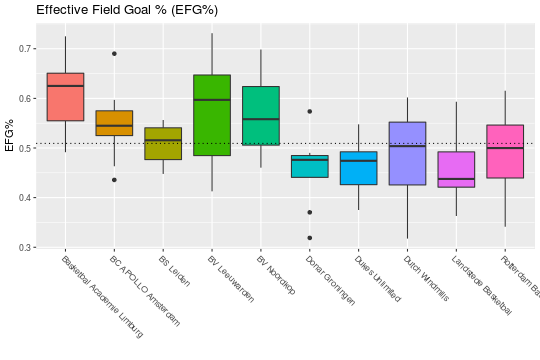 Effective Field Goal % (EFG%)
EFG%
0.7
0.6
0.5
0.4
0.3
Basketbal Academie Limburg
BC APOLLO Amsterdam
BS Leiden
BV Leeuwarden
BV Noordkop
Donar Groningen
Dukes Unlimited
Dutch Windmills
Landstede Basketbal
Rotterdam Bas